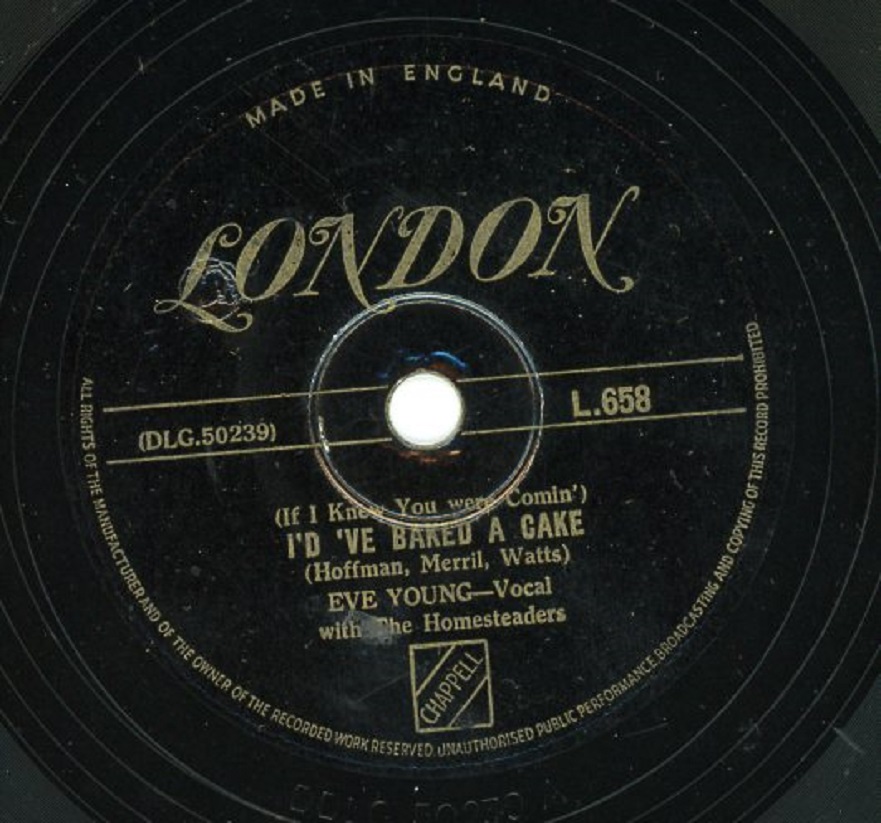 MADE IN ENGLAND
LONDON
L.658
(DLG.50239)
(If I Knew You were Comin')
I'D 'VE BAKED A CAKE
(Hoffman, Merril, Watts)
EVE YOUNG—Vocal
with The Homesteaders
CHAPPELL
ALL RIGHTS OF THE MANUFACTURER AND OF THE OWNER OF THE RECORDED WORK RESERVED. UNAUTHORISED PUBLIC PERFORMANCE, BROADCASTING AND COPYING OF THIS RECORD PROHIBITED